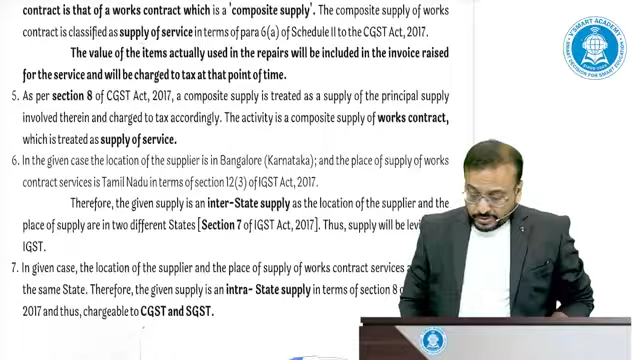 contract is that of a works contract which is a 'composite supply'. The composite supply of works
contract is classified as supply of service in terms of para 6(a) of Schedule II to the CGST Act, 2017.
The value of the items actually used in the repairs will be included in the invoice raised
for the service and will be charged to tax at that point of time.
5. As per section 8 of CGST Act, 2017, a composite supply is treated as a supply of the principal supply
involved therein and charged to tax accordingly. The activity is a composite supply of works contract,
which is treated as supply of service.
6. In the given case the location of the supplier is in Bangalore (Karnataka); and the place of supply of works
contract services is Tamil Nadu in terms of section 12(3) of IGST Act, 2017.
Therefore, the given supply is an inter-State supply as the location of the supplier and the
place of supply are in two different States [Section 7 of IGST Act, 2017]. Thus, supply will be
IGST.
7. In given case, the location of the supplier and the place of supply of works contract services
the same State. Therefore, the given supply is an intra- State supply in terms of section 8
2017 and thus, chargeable to CGST and SGST.
V SMART ACADEMY